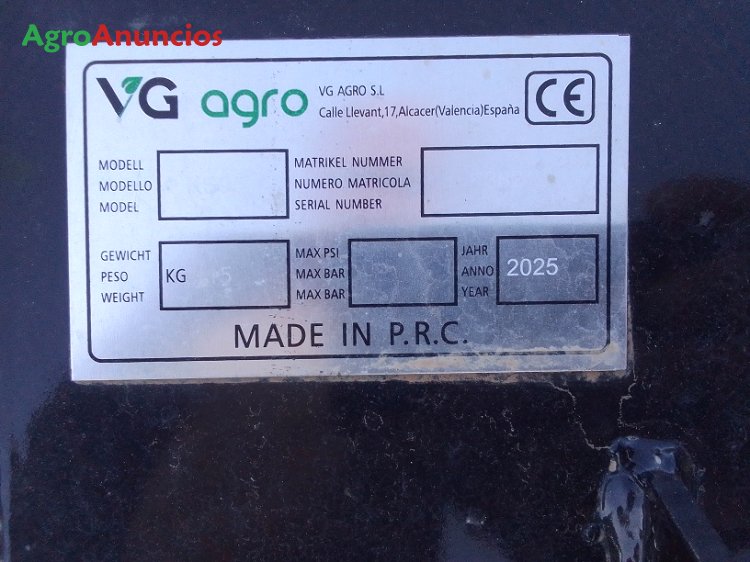 AgroAnuncios
VG agro
VG AGRO S.L
Calle Llevant,17,Alcacer(Valencia)España
CE
MODELL
MODELLO
MODEL
MATRIKEL NUMMER
NUMERO MATRICOLA
SERIAL NUMBER
GEWICHT
PESO
WEIGHT
KG
MAX PSI
MAX BAR
MAX BAR
JAHR
ANNO
YEAR
2025
MADE IN P.R.C.